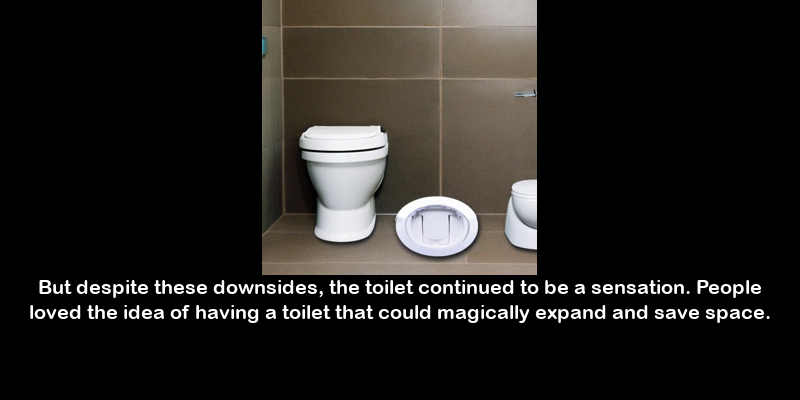 But despite these downsides, the toilet continued to be a sensation. People
loved the idea of having a toilet that could magically expand and save space.